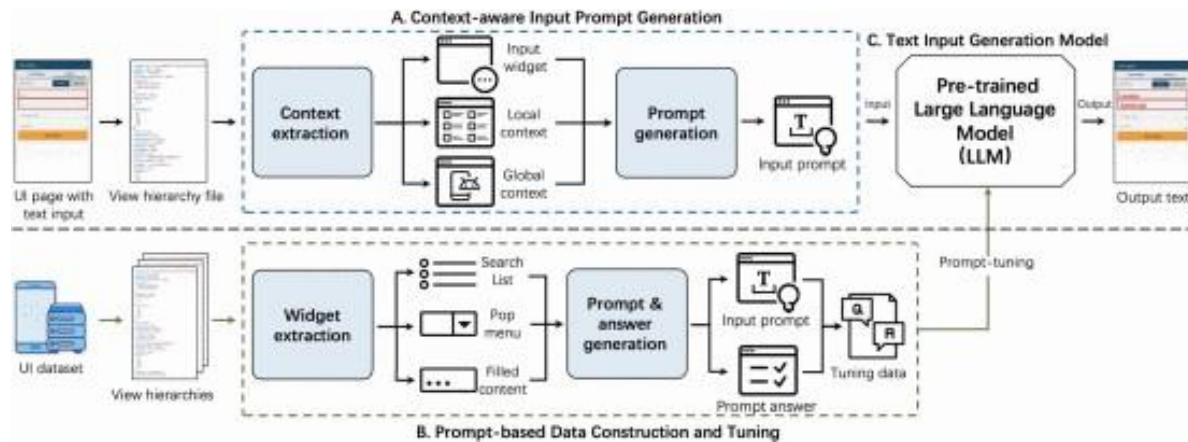 A. Context-aware Input Prompt Generation
C. Text Input Generation Model
UI page with
text input
View hierarchy file
Context
extraction
Input
widget
Local
context
Global
context
Prompt
generation
T
Input prompt
Input
Pre-trained
Large Language
Model
(LLM)
Output
Output text
UI dataset
View hierarchies
Widget
extraction
Search
List
Pop
menu
Filled
content
Prompt &
answer
generation
T
Input prompt
Prompt answer
Q
A
Tuning data
Prompt-tuning
B. Prompt-based Data Construction and Tuning